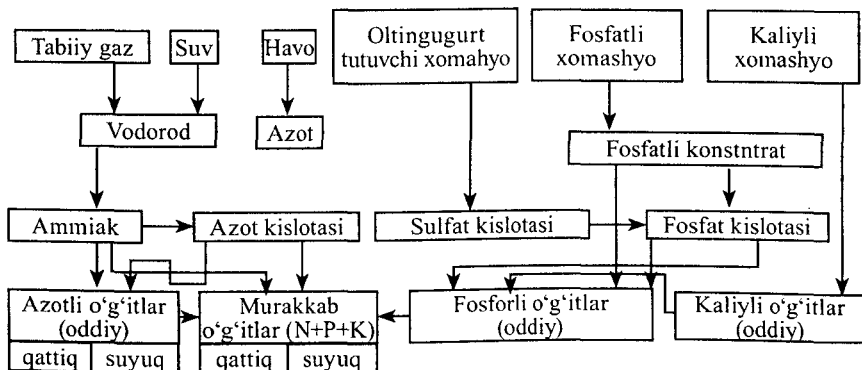 Tabiiy gaz
Suv
Havo
Oltingugurt
tutuvchi xomahyo
Fosfatli
xomashyo
Kaliyli
xomashyo
Vodorod
Azot
Fosfatli konstntrat
Ammiak
Azot kislotasi
Sulfat kislotasi
Fosfat kislotasi
Azotli o‘g‘itlar
(oddiy)
qattiq
suyuq
Murakkab
o‘g‘itlar (N+P+K)
qattiq
suyuq
Fosforli o‘g‘itlar
(oddiy)
Kaliyli o‘g‘itlar
(oddiy)